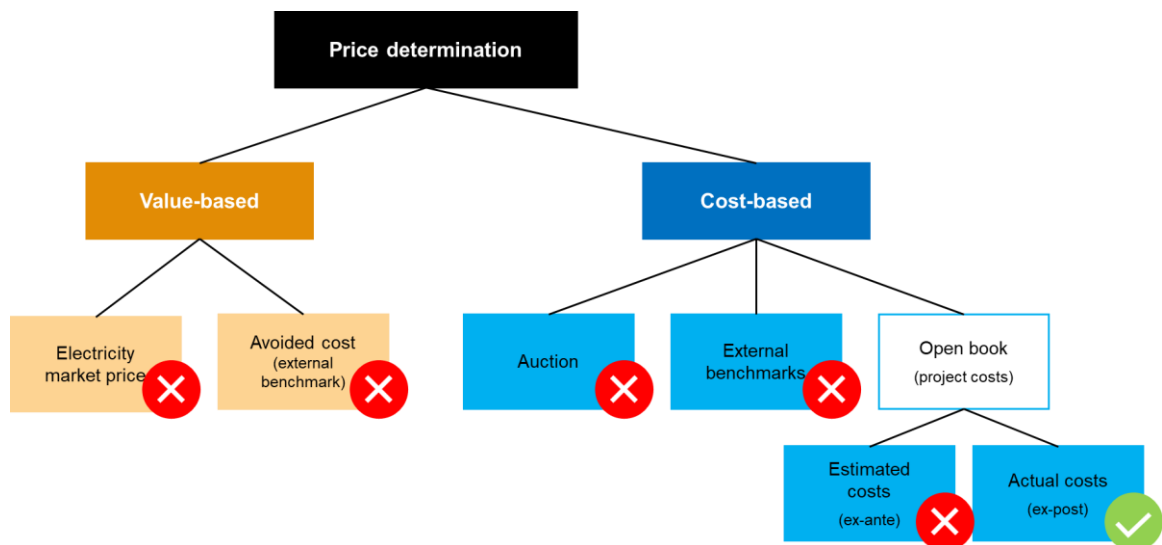 Price determination
Value-based
Cost-based
Electricity
market price
Avoided cost
(external
benchmark)
Auction
External
benchmarks
Open book
(project costs)
Estimated
costs
(ex-ante)
Actual costs
(ex-post)